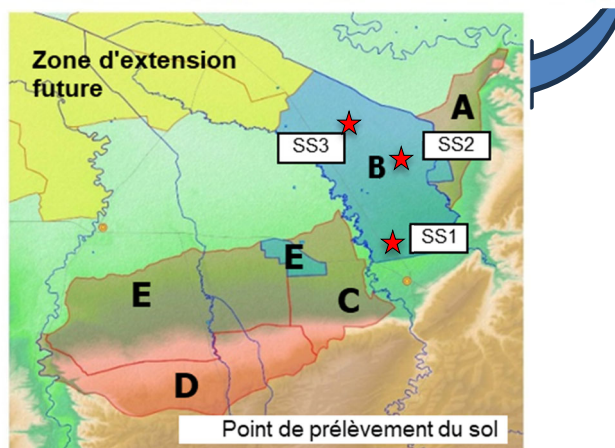 Zone d'extension
future
A
SS3
SS2
B
SS1
E
E
C
D
Point de prélèvement du sol